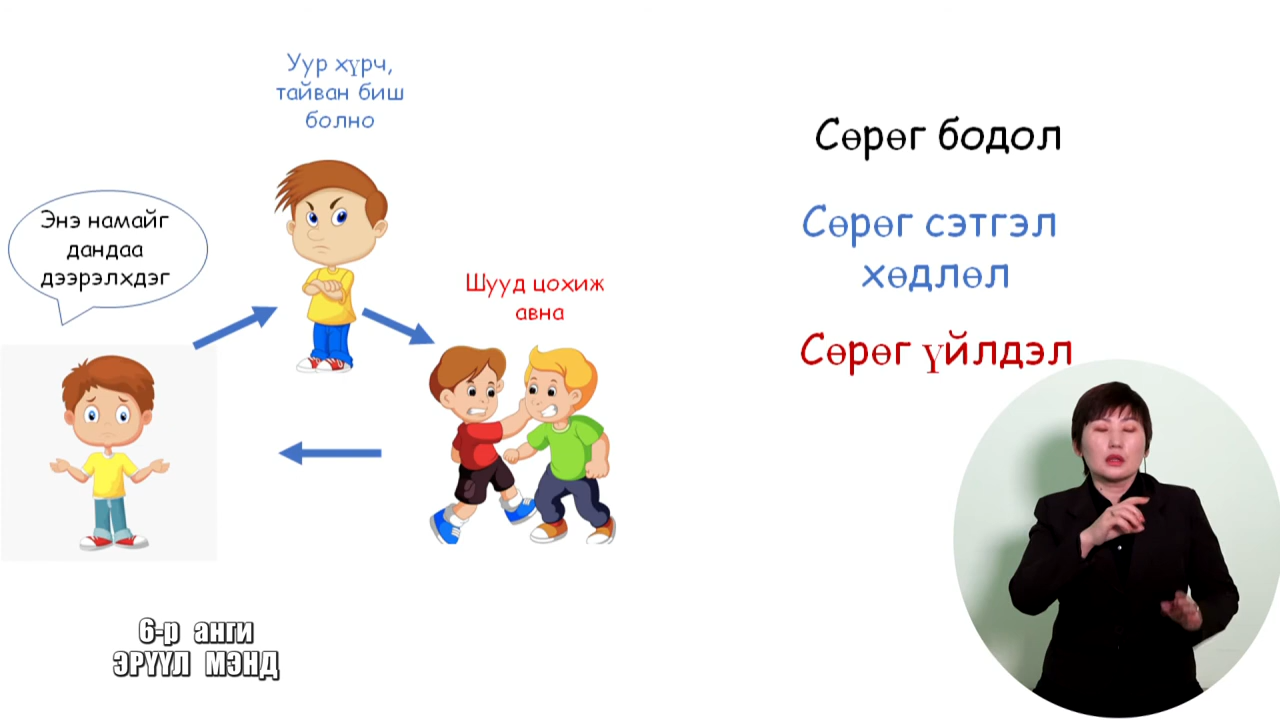 Уур хүрч,
тайван биш
болно
Энэ намайг
дандаа
дээрэлхдэг
Шууд цохиж
авна
Сөрөг бодол
Сөрөг сэтгэл
хөдлөл
Сөрөг үйлдэл
6-р анги
ЭРҮҮЛ МЭНД